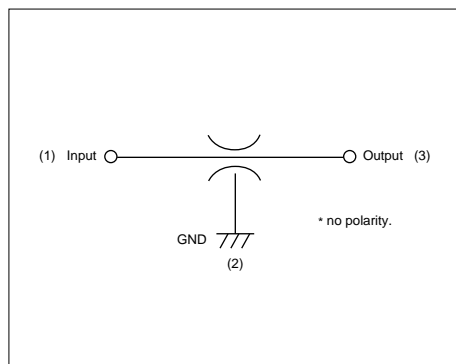 (1) Input Output (3)
* no polarity.
GND
(2)